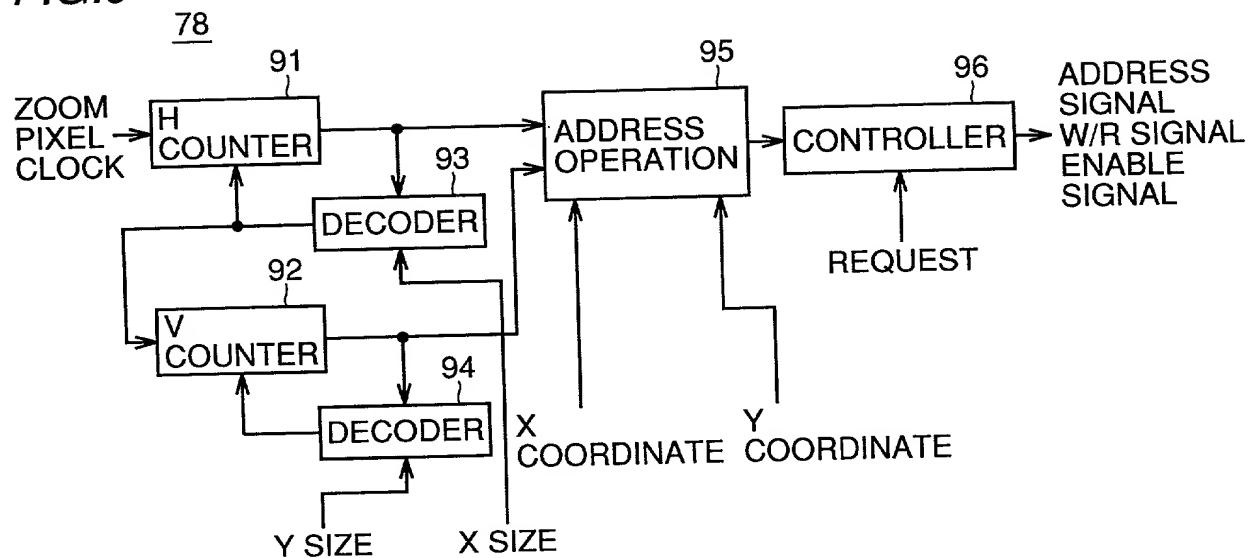 78
91
ZOOM
PIXEL
CLOCK
H
COUNTER
93
DECODER
92
V
COUNTER
94
DECODER
Y SIZE
X SIZE
95
ADDRESS
OPERATION
X
COORDINATE
Y
COORDINATE
96
CONTROLLER
REQUEST
ADDRESS
SIGNAL
W/R SIGNAL
ENABLE
SIGNAL